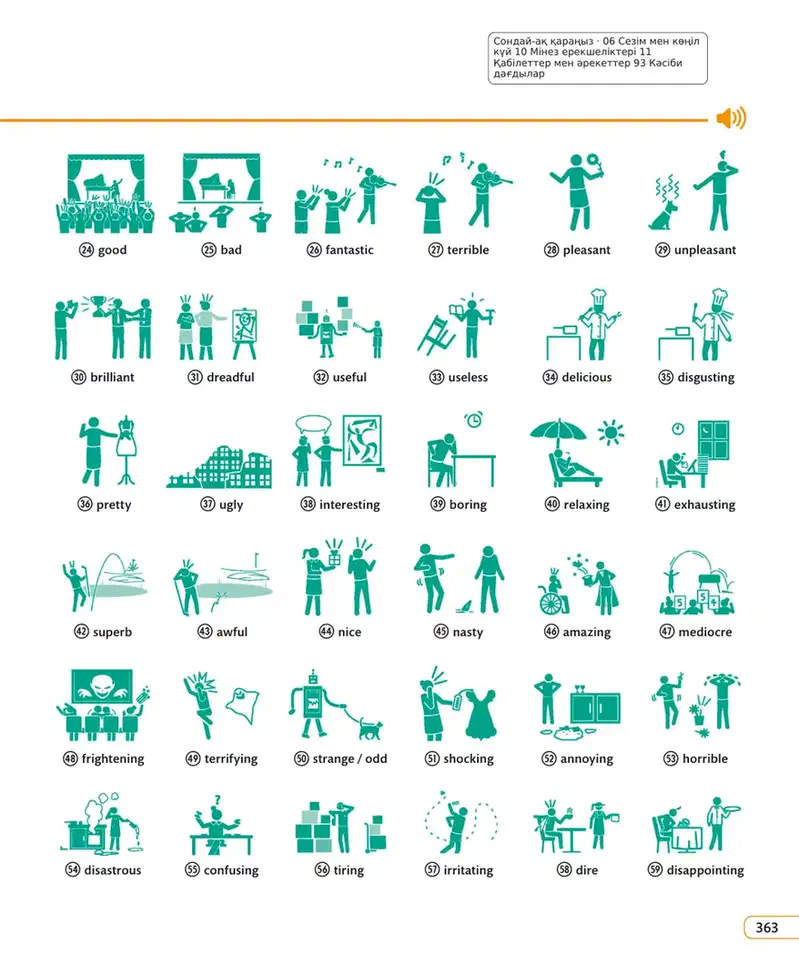 Сондай-ақ қараңыз · 06 Сезім мен көңіл
күй 10 Мінез ерекшеліктері 11
Қабілеттер мен әрекеттер 93 Кәсіби
дағдылар
24 good
25 bad
26 fantastic
27 terrible
28 pleasant
29 unpleasant
30 brilliant
31 dreadful
32 useful
33 useless
34 delicious
35 disgusting
36 pretty
37 ugly
38 interesting
39 boring
40 relaxing
41 exhausting
42 superb
43 awful
44 nice
45 nasty
46 amazing
5 5 4
47 mediocre
48 frightening
49 terrifying
50 strange / odd
51 shocking
52 annoying
53 horrible
54 disastrous
55 confusing
56 tiring
57 irritating
58 dire
59 disappointing
363